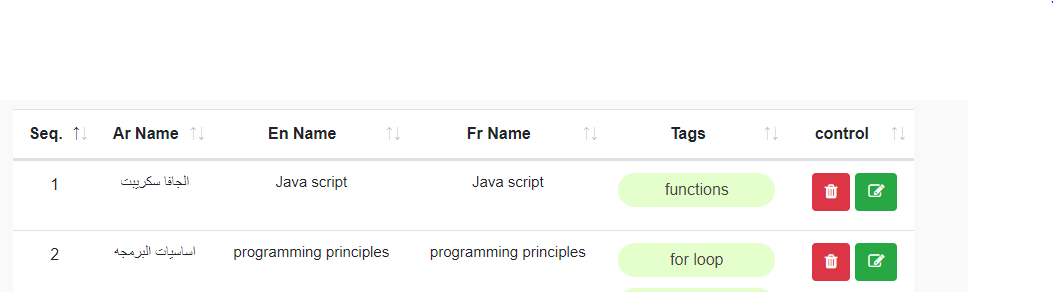 Seq. Ar Name En Name Fr Name Tags control
1 الجافا سكريبت Java script Java script functions
2 اساسيات البرمجه programming principles programming principles for loop